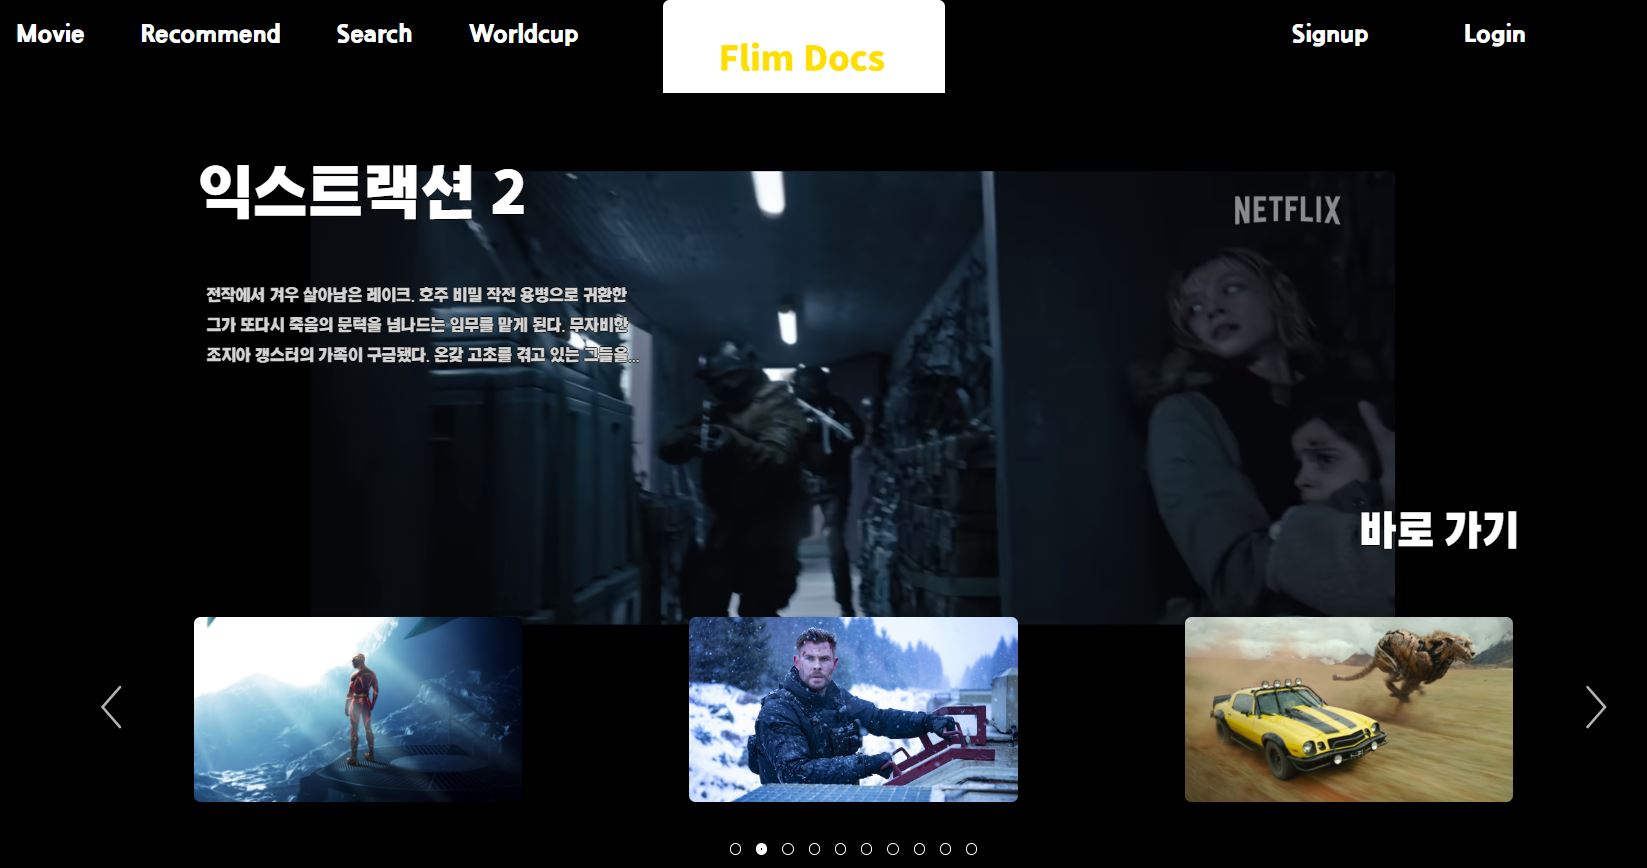 Movie Recommend Search Worldcup Flim Docs Signup Login
익스트랙션 2
NETFLIX
전작에서 겨우 살아남은 레이크. 호주 비밀 작전 용병으로 귀환한
그가 또다시 죽음의 문턱을 넘나드는 임무를 맡게 된다. 무자비한
조지아 갱스터의 가족이 구금됐다. 온갖 고초를 겪고 있는 그들을...
바로 가기